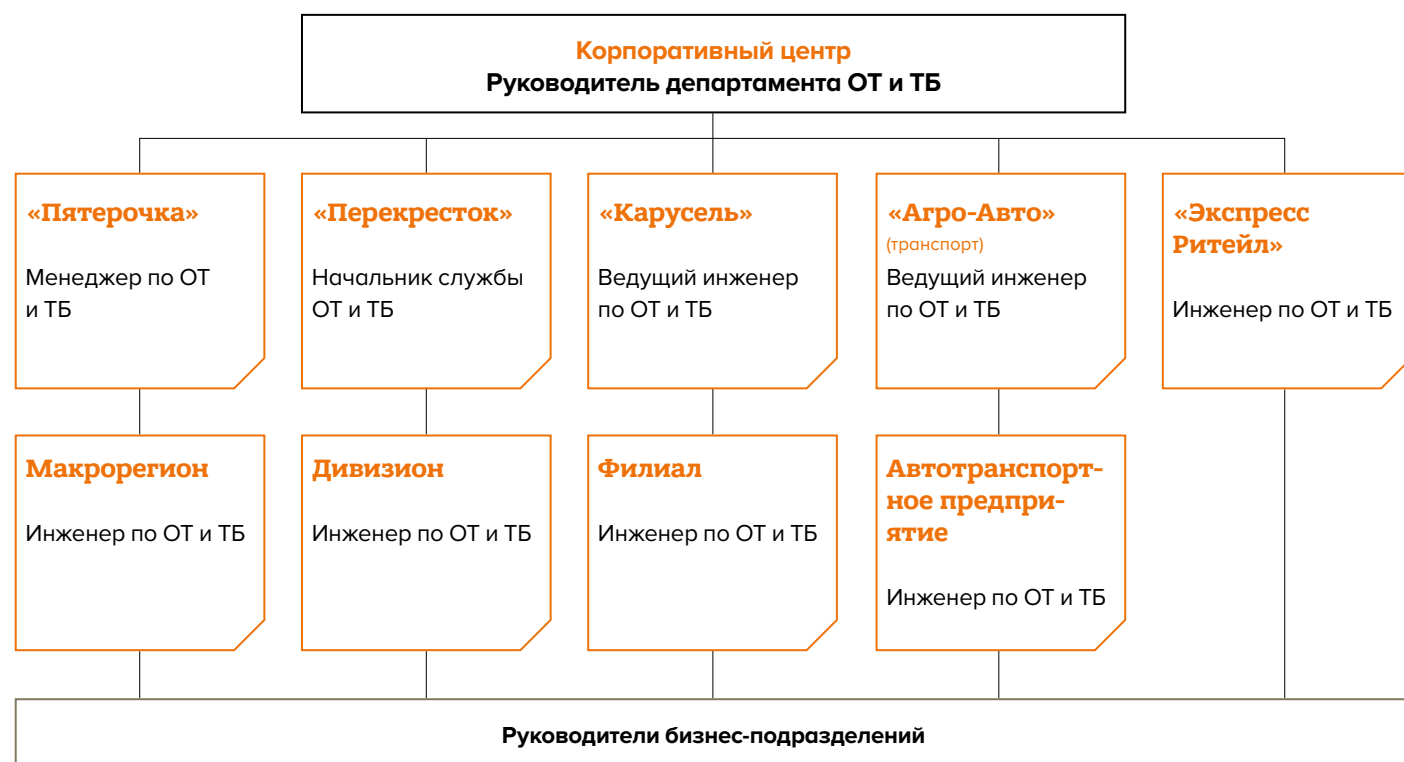 Корпоративный центр
Руководитель департамента ОТ и ТБ
«Пятерочка»
Менеджер по ОТ
и ТБ
«Перекресток»
Начальник службы
ОТ и ТБ
«Карусель»
Ведущий инженер
по ОТ и ТБ
«Агро-Авто»
(транспорт)
Ведущий инженер
по ОТ и ТБ
«Экспресс
Ритейл»
Инженер по ОТ и ТБ
Макрорегион
Инженер по ОТ и ТБ
Дивизион
Инженер по ОТ и ТБ
Филиал
Инженер по ОТ и ТБ
Автотранспорт-
ное предпри-
ятие
Инженер по ОТ и ТБ
Руководители бизнес-подразделений